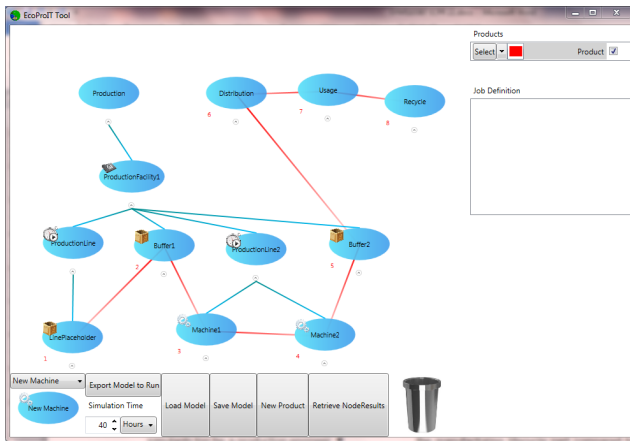 EcoProIT Tool
Products
Select
Product
Job Definition
Production
Distribution
Usage
Recycle
6
7
8
ProductionFacility1
ProductionLine
Buffer1
ProductionLine2
Buffer2
2
5
LinePlaceholder
Machine1
Machine2
1
3
4
New Machine
Export Model to Run
Load Model
Save Model
New Product
Retrieve NodeResults
New Machine
Simulation Time
40
Hours